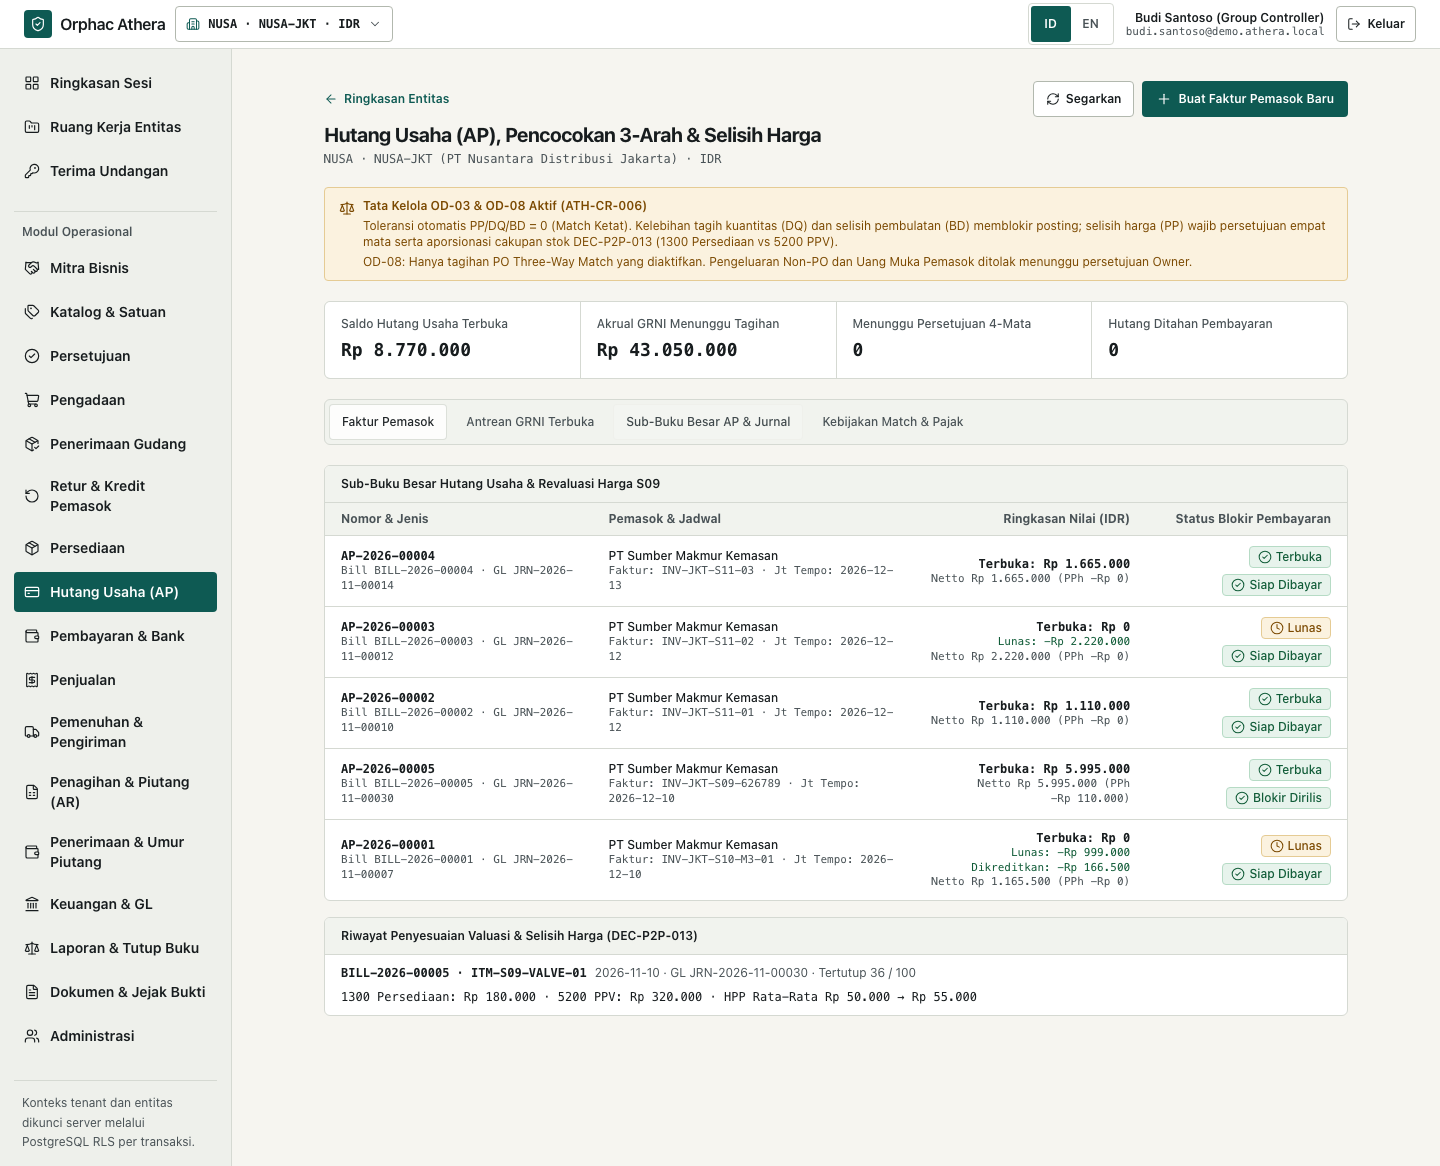 Orphac Athera
NUSA · NUSA-JKT · IDR
ID
EN
Budi Santoso (Group Controller)
budi.santoso@demo.athera.local
Keluar
Ringkasan Sesi
Ruang Kerja Entitas
Terima Undangan
Modul Operasional
Mitra Bisnis
Katalog & Satuan
Persetujuan
Pengadaan
Penerimaan Gudang
Retur & Kredit
Pemasok
Persediaan
Hutang Usaha (AP)
Pembayaran & Bank
Penjualan
Pemenuhan &
Pengiriman
Penagihan & Piutang
(AR)
Penerimaan & Umur
Piutang
Keuangan & GL
Laporan & Tutup Buku
Dokumen & Jejak Bukti
Administrasi
Konteks tenant dan entitas
dikunci server melalui
PostgreSQL RLS per transaksi.
Ringkasan Entitas
Segarkan
Buat Faktur Pemasok Baru
Hutang Usaha (AP), Pencocokan 3-Arah & Selisih Harga
NUSA · NUSA-JKT (PT Nusantara Distribusi Jakarta) · IDR
Tata Kelola OD-03 & OD-08 Aktif (ATH-CR-006)
Toleransi otomatis PP/DQ/BD = 0 (Match Ketat). Kelebihan tagih kuantitas (DQ) dan selisih pembulatan (BD) memblokir posting; selisih harga (PP) wajib persetujuan empat
mata serta aporsionasi cakupan stok DEC-P2P-013 (1300 Persediaan vs 5200 PPV).
OD-08: Hanya tagihan PO Three-Way Match yang diaktifkan. Pengeluaran Non-PO dan Uang Muka Pemasok ditolak menunggu persetujuan Owner.
Saldo Hutang Usaha Terbuka
Rp 8.770.000
Akrual GRNI Menunggu Tagihan
Rp 43.050.000
Menunggu Persetujuan 4-Mata
0
Hutang Ditahan Pembayaran
0
Faktur Pemasok
Antrean GRNI Terbuka
Sub-Buku Besar AP & Jurnal
Kebijakan Match & Pajak
Sub-Buku Besar Hutang Usaha & Revaluasi Harga S09
Nomor & Jenis
Pemasok & Jadwal
Ringkasan Nilai (IDR)
Status Blokir Pembayaran
AP-2026-00004
Bill BILL-2026-00004 · GL JRN-2026-
11-00014
PT Sumber Makmur Kemasan
Faktur: INV-JKT-S11-03 · Jt Tempo: 2026-12-
13
Terbuka: Rp 1.665.000
Netto Rp 1.665.000 (PPh -Rp 0)
Terbuka
Siap Dibayar
AP-2026-00003
Bill BILL-2026-00003 · GL JRN-2026-
11-00012
PT Sumber Makmur Kemasan
Faktur: INV-JKT-S11-02 · Jt Tempo: 2026-12-
12
Terbuka: Rp 0
Lunas: -Rp 2.220.000
Netto Rp 2.220.000 (PPh -Rp 0)
Lunas
Siap Dibayar
AP-2026-00002
Bill BILL-2026-00002 · GL JRN-2026-
11-00010
PT Sumber Makmur Kemasan
Faktur: INV-JKT-S11-01 · Jt Tempo: 2026-12-
12
Terbuka: Rp 1.110.000
Netto Rp 1.110.000 (PPh -Rp 0)
Terbuka
Siap Dibayar
AP-2026-00005
Bill BILL-2026-00005 · GL JRN-2026-
11-00030
PT Sumber Makmur Kemasan
Faktur: INV-JKT-S09-626789 · Jt Tempo:
2026-12-10
Terbuka: Rp 5.995.000
Netto Rp 5.995.000 (PPh
-Rp 110.000)
Terbuka
Blokir Dirilis
AP-2026-00001
Bill BILL-2026-00001 · GL JRN-2026-
11-00007
PT Sumber Makmur Kemasan
Faktur: INV-JKT-S10-M3-01 · Jt Tempo: 2026-
12-10
Terbuka: Rp 0
Lunas: -Rp 999.000
Dikreditkan: -Rp 166.500
Netto Rp 1.165.500 (PPh -Rp 0)
Lunas
Siap Dibayar
Riwayat Penyesuaian Valuasi & Selisih Harga (DEC-P2P-013)
BILL-2026-00005 · ITM-S09-VALVE-01 2026-11-10 · GL JRN-2026-11-00030 · Tertutup 36 / 100
1300 Persediaan: Rp 180.000 · 5200 PPV: Rp 320.000 · HPP Rata-Rata Rp 50.000 → Rp 55.000